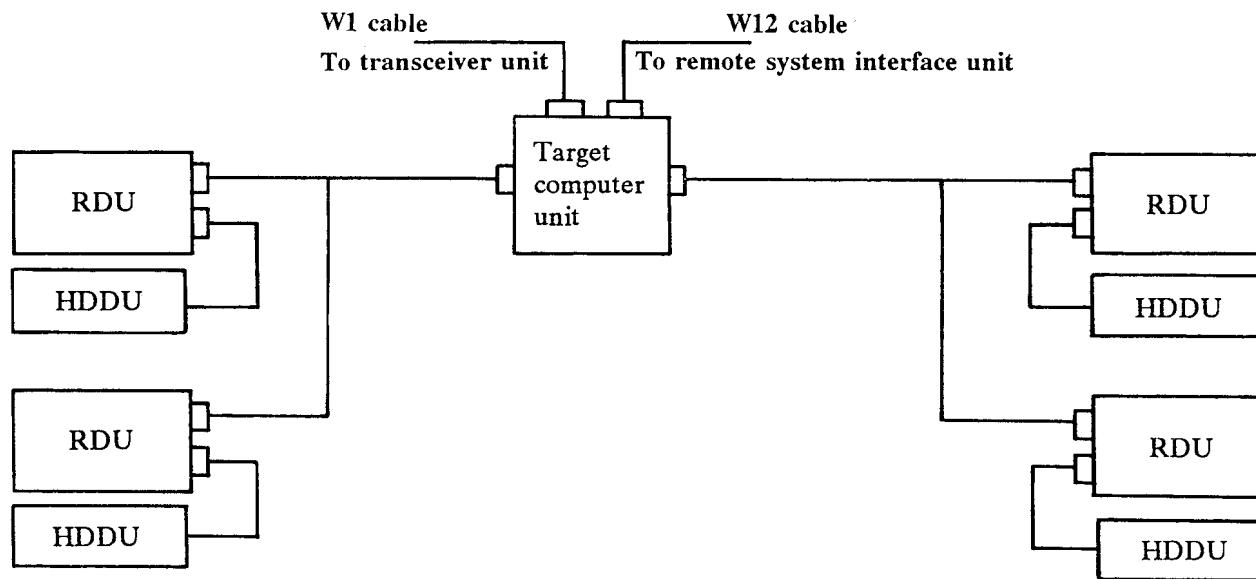 W1 cable
To transceiver unit
W12 cable
To remote system interface unit
Target
computer
unit
RDU
HDDU
RDU
HDDU
RDU
HDDU
RDU
HDDU